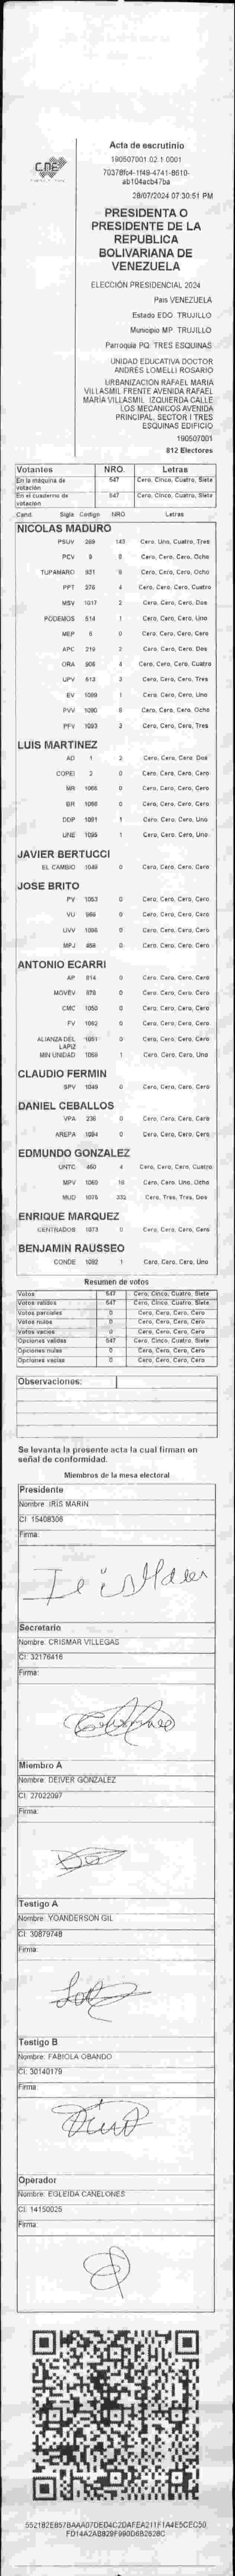 CNE
Acta de escrutinio
190507001.02.1.0001
28/07/2024 07:30:51 PM
PRESIDENTA O
PRESIDENTE DE LA
REPUBLICA
BOLIVARIANA DE
VENEZUELA
ELECCIÓN PRESIDENCIAL 2024
Pais VENEZUELA
Estado EDO. TRUJILLO
Municipio MP. TRUJILLO
Parroquia PQ. TRES ESQUINAS
UNIDAD EDUCATIVA DOCTOR
ANDRÉS LOMELLI ROSARIO
URBANIZACIÓN RAFAEL MARIA
VILLASMIL FRENTE AVENIDA RAFAEL
MARIA VILLASMIL. IZQUIERDA CALLE
LOS MECANICOS AVENIDA
PRINCIPAL. SECTOR I TRES
ESQUINAS EDIFICIO
190507001
812 Electores
Votantes NRO. Letras
En la máquina de votación 547 Cero, Cinco, Cuatro, Siete
En el cuaderno de votación 547 Cero, Cinco, Cuatro, Siete
Cand. Sigla Código NRO Letras
NICOLAS MADURO
PSUV 269 143 Cero, Uno, Cuatro, Tres
PCV 9 8 Cero, Cero, Cero, Ocho
TUPAMARO 931 Cero, Cero, Cero, Ocho
PPT 276 4 Cero, Cero, Cero, Cuatro
MSV 1017 2 Cero, Cero, Cero, Dos
PODEMOS 514 1 Cero, Cero, Cero, Uno
MEP 6 0 Cero, Cero, Cero, Cero
APC 219 2 Cero, Cero, Cero, Dos
ORA 906 4 Cero, Cero, Cero, Cuatro
UPV 613 3 Cero, Cero, Cero, Tres
EV 1089 1 Cero, Cero, Cero, Uno
PVV 1090 8 Cero, Cero, Cero, Ocho
PFV 1093 3 Cero, Cero, Cero, Tres
LUIS MARTINEZ
AD 1 2 Cero, Cero, Cero, Dos
COPEI 2 0 Cero, Cero, Cero, Cero
MR 1065 0 Cero, Cero, Cero, Cero
BR 1066 0 Cero, Cero, Cero, Cero
DDP 1091 1 Cero, Cero, Cero, Uno
UNE 1095 1 Cero, Cero, Cero, Uno
JAVIER BERTUCCI
EL CAMBIO 1048 0 Cero, Cero, Cero, Cero
JOSE BRITO
PV 1053 0 Cero, Cero, Cero, Cero
VU 966 0 Cero, Cero, Cero, Cero
UVV 1096 0 Cero, Cero, Cero, Cero
MPJ 468 0 Cero, Cero, Cero, Cero
ANTONIO ECARRI
AP 814 0 Cero, Cero, Cero, Cero
MOVEV 878 0 Cero, Cero, Cero, Cero
CMC 1050 0 Cero, Cero, Cero, Cero
FV 1062 0 Cero, Cero, Cero, Cero
ALIANZA DEL LAPIZ 1051 0 Cero, Cero, Cero, Cero
MIN UNIDAD 1069 1 Cero, Cero, Cero, Uno
CLAUDIO FERMIN
SPV 1049 0 Cero, Cero, Cero, Cero
DANIEL CEBALLOS
VPA 236 0 Cero, Cero, Cero, Cero
AREPA 1094 0 Cero, Cero, Cero, Cero
EDMUNDO GONZALEZ
UNTC 460 4 Cero, Cero, Cero, Cuatro
MPV 1069 18 Cero, Cero, Uno, Ocho
MUD 1075 332 Cero, Tres, Tres, Dos
ENRIQUE MARQUEZ
CENTRADOS 1073 0 Cero, Cero, Cero, Cero
BENJAMIN RAUSSEO
CONDE 1092 1 Cero, Cero, Cero, Uno
Resumen de votos
Votos 547 Cero, Cinco, Cuatro, Siete
Votos validos 547 Cero, Cinco, Cuatro, Siete
Votos parciales 0 Cero, Cero, Cero, Cero
Votos nulos 0 Cero, Cero, Cero, Cero
Votos vacios 0 Cero, Cero, Cero, Cero
Opciones validas 547 Cero, Cinco, Cuatro, Siete
Opciones nulas 0 Cero, Cero, Cero, Cero
Opciones vacias 0 Cero, Cero, Cero, Cero
Observaciones:
Se levanta la presente acta la cual firman en
señal de conformidad.
Miembros de la mesa electoral
Presidente
Nombre: IRIS MARIN
CI: 15408306
Firma:
Secretario
Nombre: CRISMAR VILLEGAS
CI: 32176416
Firma:
Miembro A
Nombre: DEIVER GONZALEZ
CI: 27022097
Firma:
Testigo A
Nombre: YOANDERSON GIL
CI: 30879748
Firma:
Testigo B
Nombre: FABIOLA OBANDO
CI: 30140179
Firma:
Operador
Nombre: EGLEIDA CANELONES
CI: 14150025
Firma: